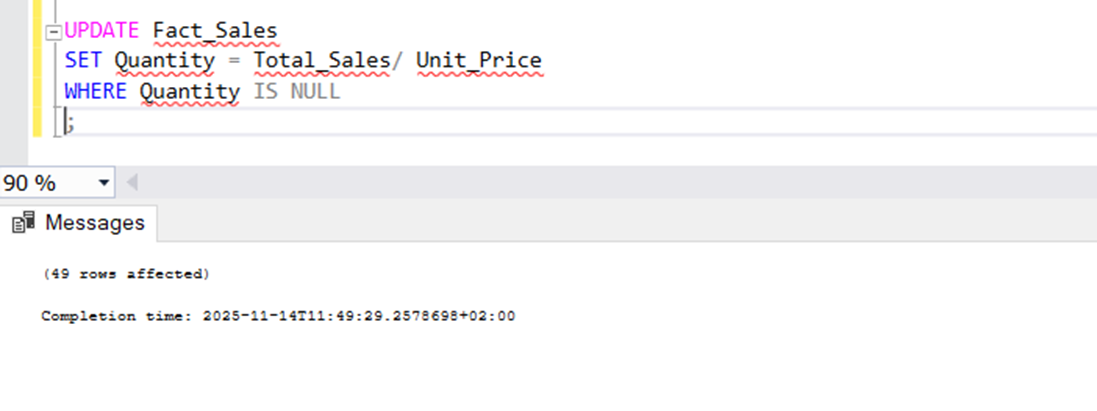 UPDATE Fact_Sales
SET Quantity = Total_Sales/ Unit_Price
WHERE Quantity IS NULL
;
90 %
Messages
(49 rows affected)
Completion time: 2025-11-14T11:49:29.2578698+02:00